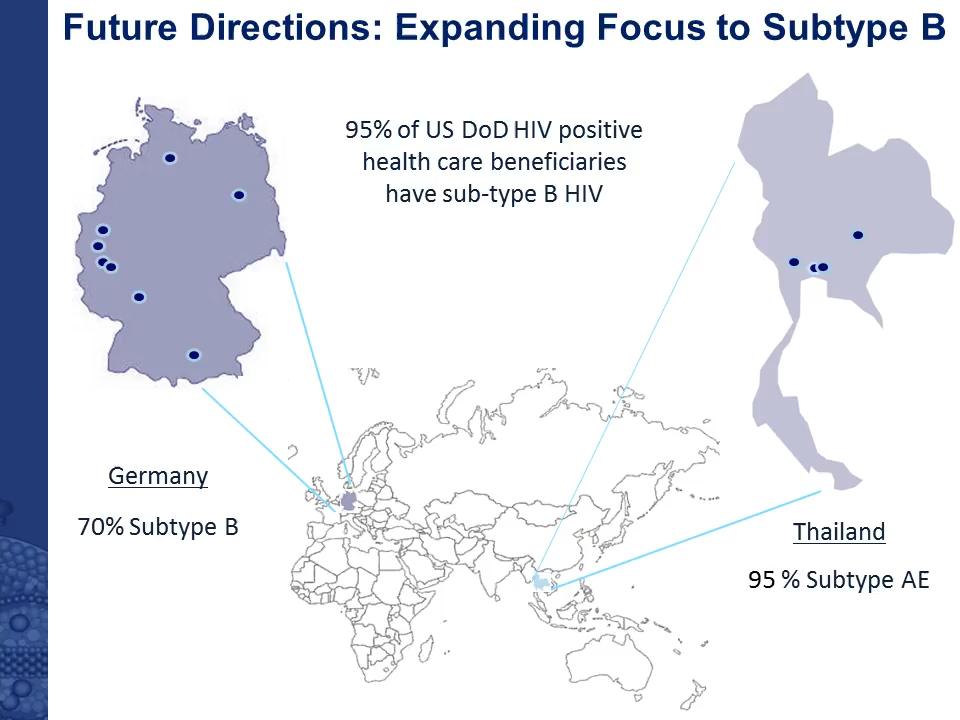 Future Directions: Expanding Focus to Subtype B
95% of US DoD HIV positive
health care beneficiaries
have sub-type B HIV
Germany
70% Subtype B
Thailand
95 % Subtype AE